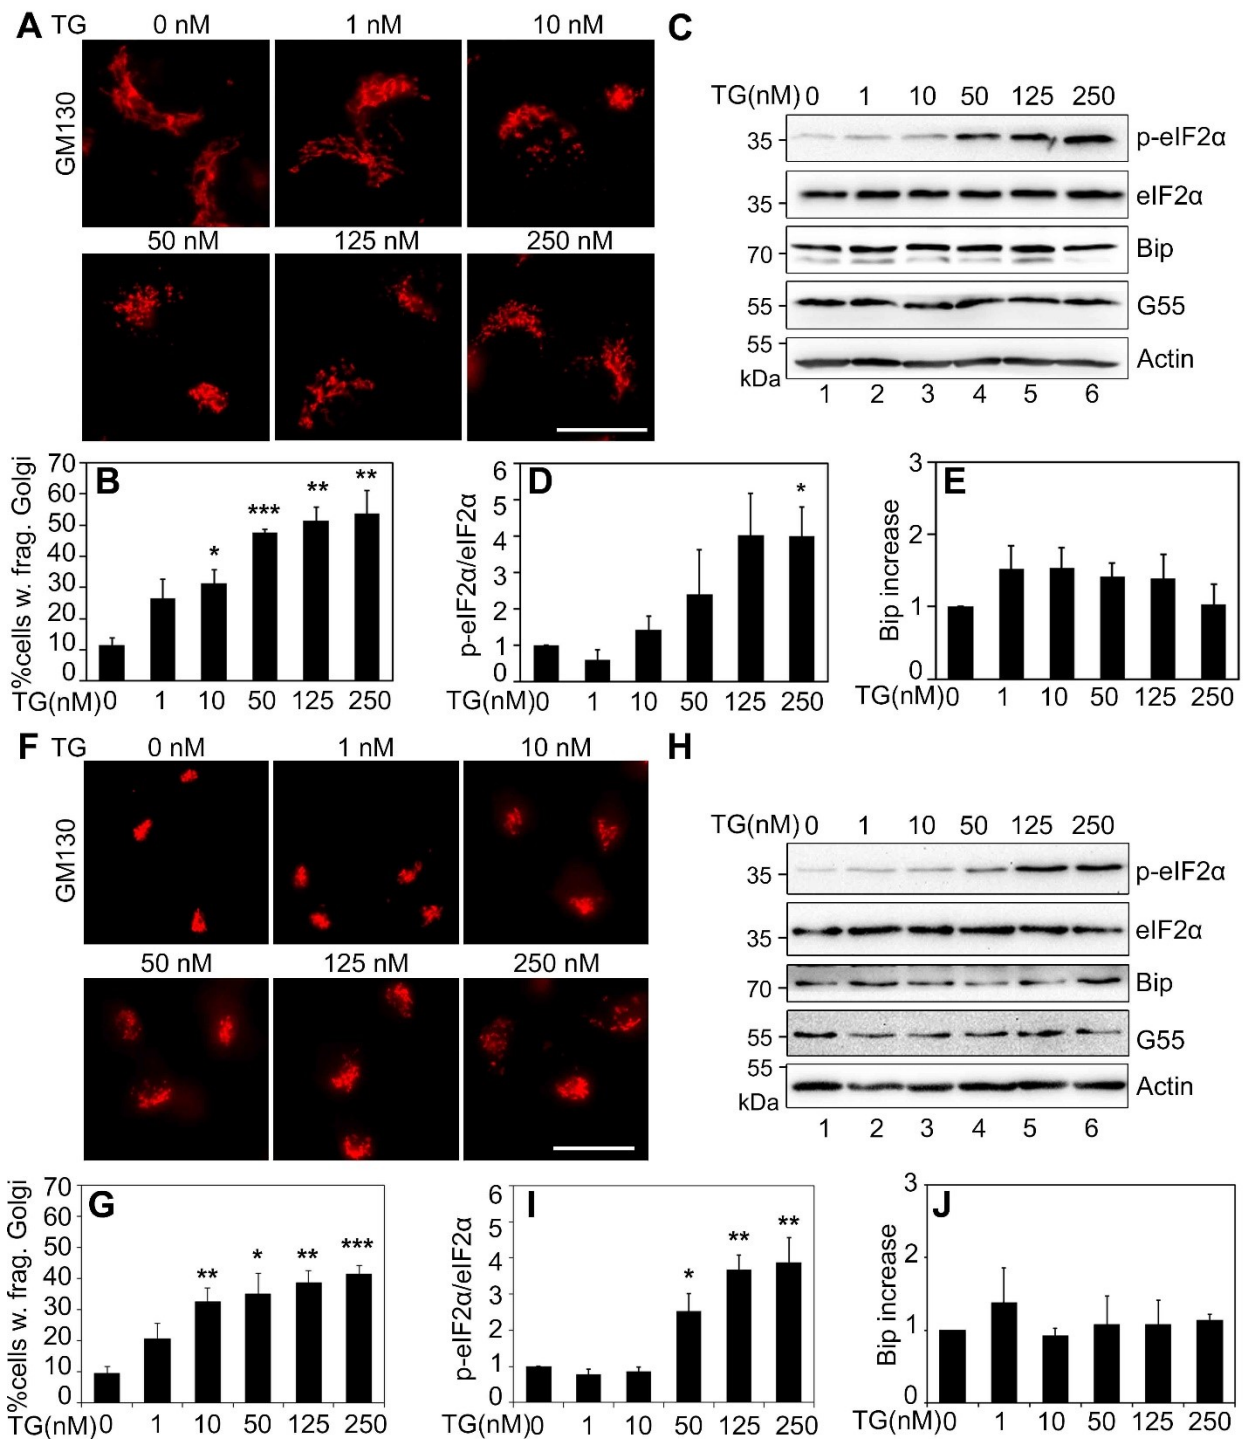 A TG 0 nM 1 nM 10 nM
GM130
50 nM 125 nM 250 nM
C
TG(nM) 0 1 10 50 125 250
35 p-eIF2α
35 eIF2α
70 Bip
55 G55
55 Actin
kDa
1 2 3 4 5 6
B
%cells w. frag. Golgi
70
60
50
40
30
20
10
0
* *** ** **
TG(nM) 0 1 10 50 125 250
D
p-eIF2α/eIF2α
6
5
4
3
2
1
0
*
TG(nM) 0 1 10 50 125 250
E
Bip increase
3
2
1
0
TG(nM) 0 1 10 50 125 250
F TG 0 nM 1 nM 10 nM
GM130
50 nM 125 nM 250 nM
H
TG(nM) 0 1 10 50 125 250
35 p-eIF2α
35 eIF2α
70 Bip
55 G55
55 Actin
kDa
1 2 3 4 5 6
G
%cells w. frag. Golgi
70
60
50
40
30
20
10
0
** * ** ***
TG(nM) 0 1 10 50 125 250
I
p-eIF2α/eIF2α
6
5
4
3
2
1
0
* ** **
TG(nM) 0 1 10 50 125 250
J
Bip increase
3
2
1
0
TG(nM) 0 1 10 50 125 250